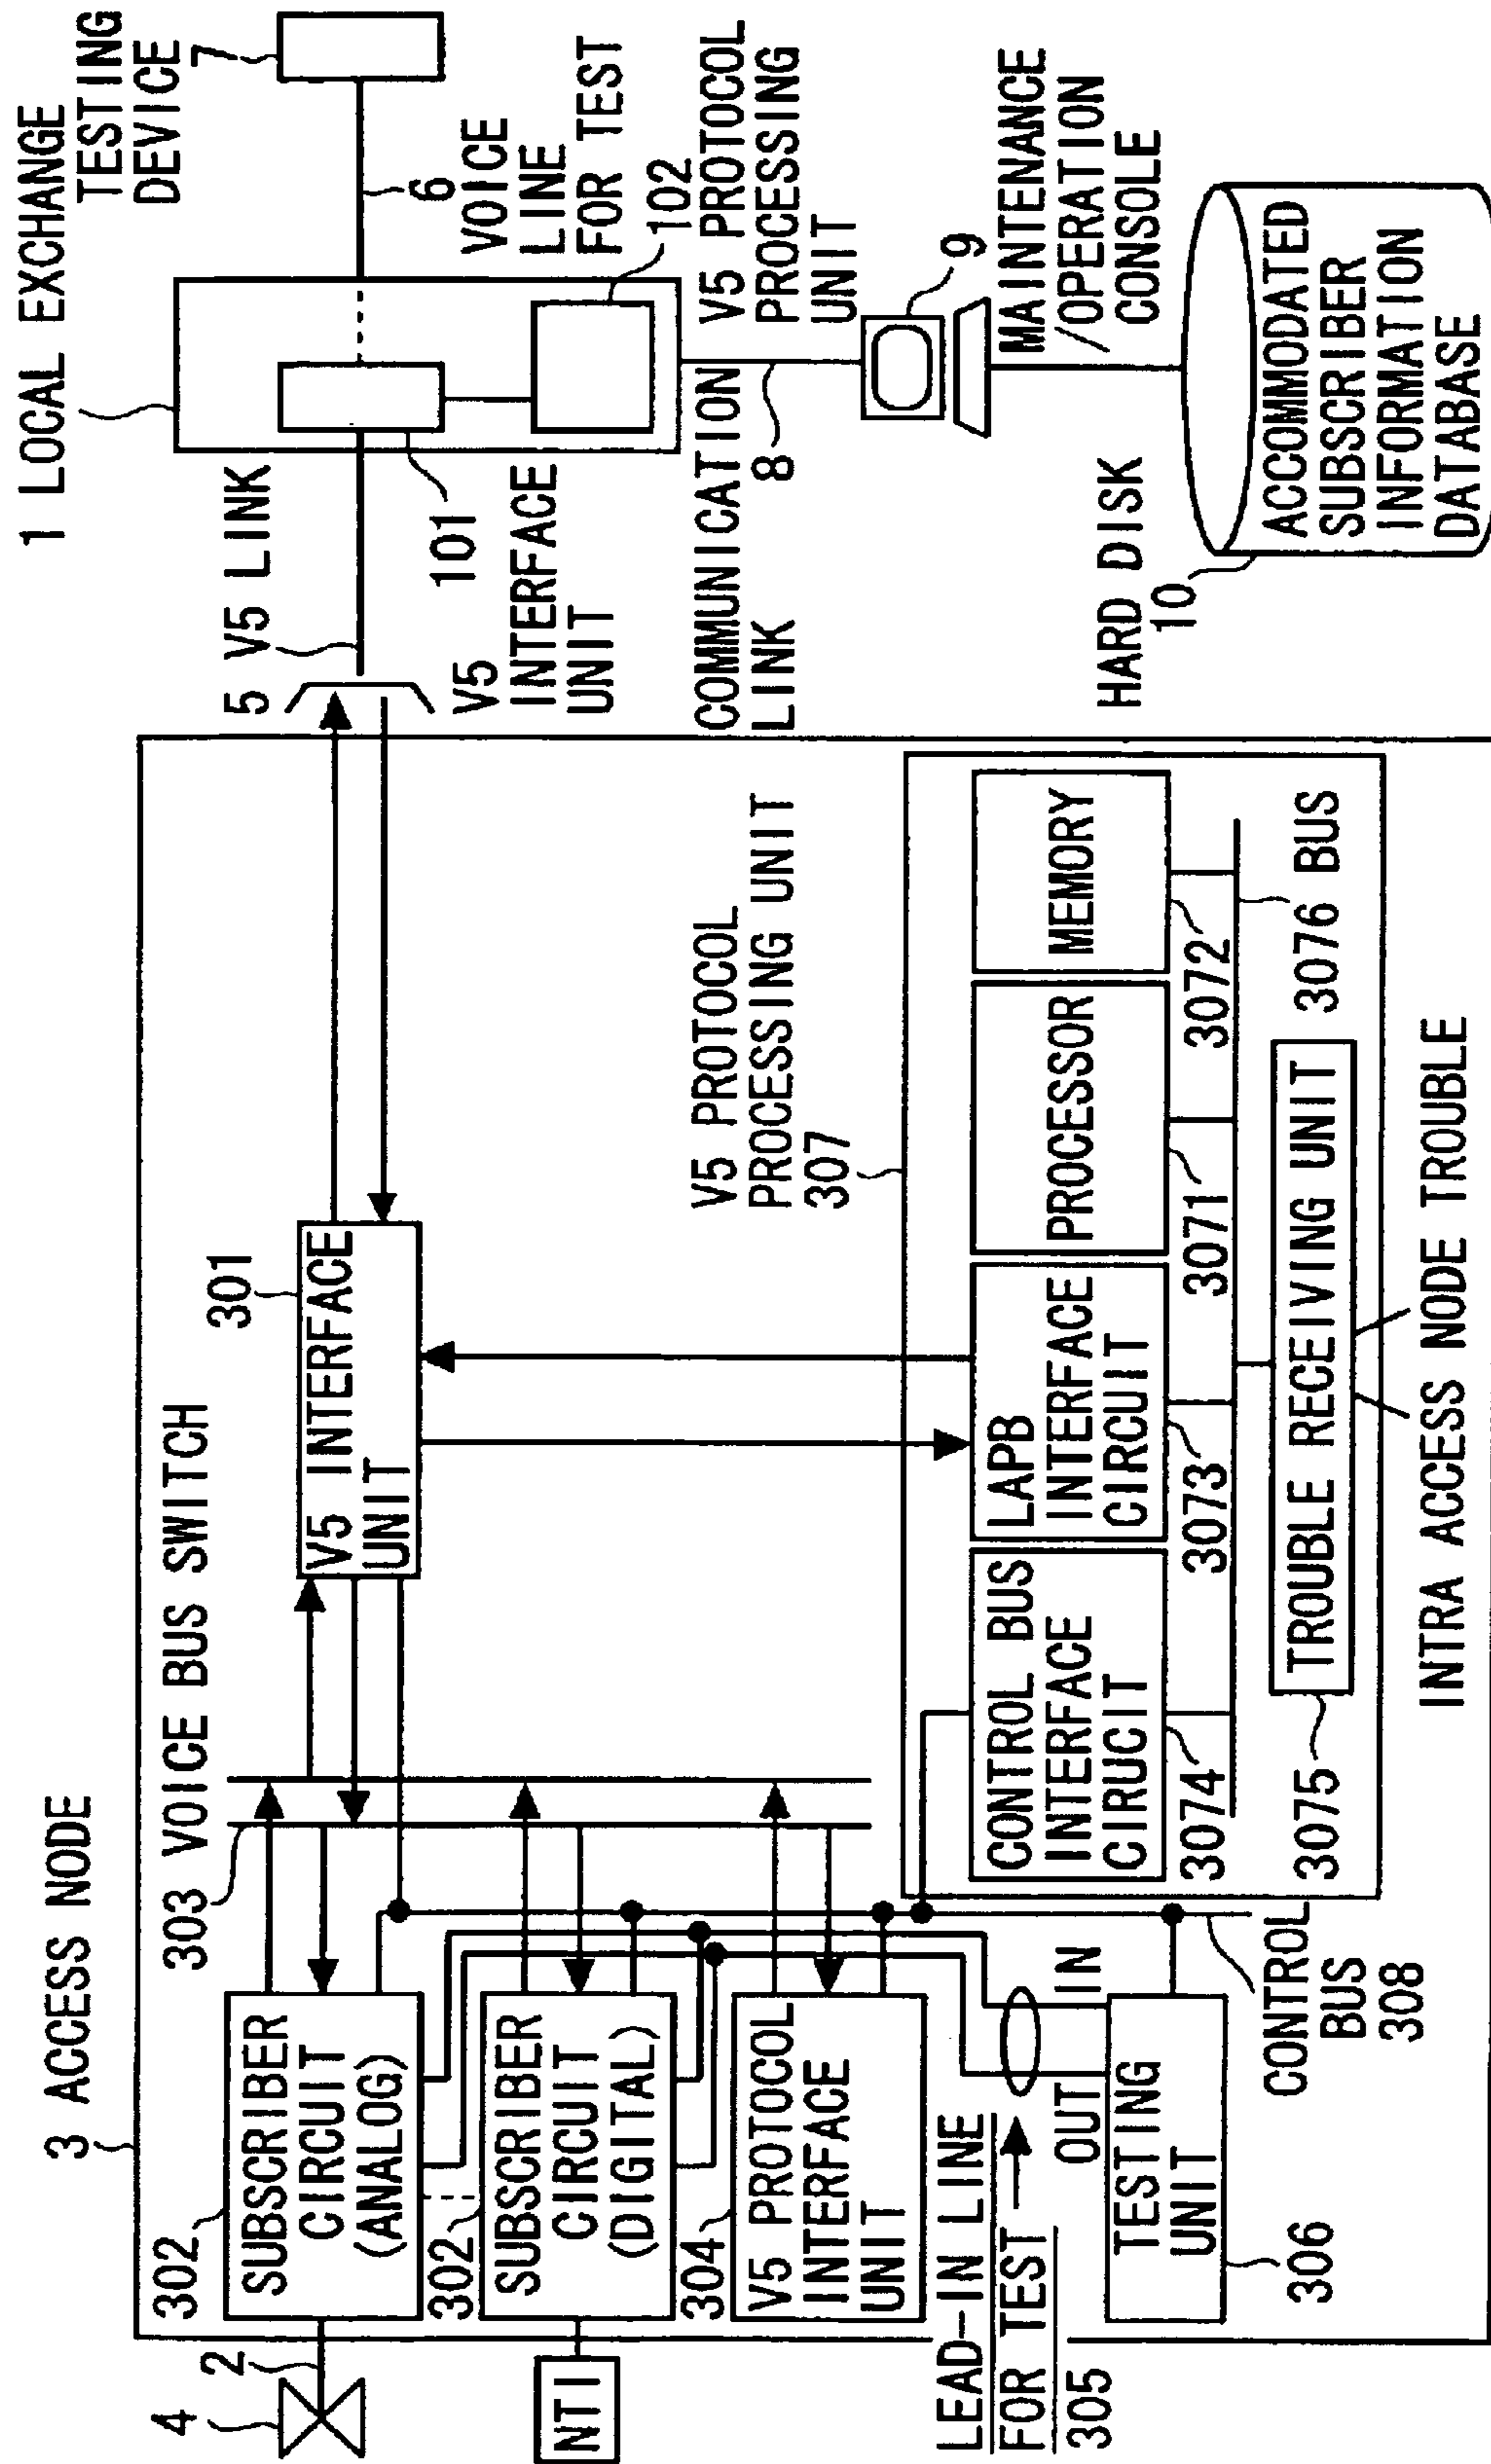 3 ACCESS NODE
303 VOICE BUS SWITCH
302
SUBSCRIBER
CIRCUIT
(ANALOG)
4
2
302
SUBSCRIBER
CIRCUIT
(DIGITAL)
NTI
304
V5 PROTOCOL
INTERFACE
UNIT
LEAD-IN LINE
FOR TEST
305
OUT
IN
TESTING
UNIT
306
CONTROL
BUS
308
301
V5 INTERFACE
UNIT
V5 PROTOCOL
PROCESSING UNIT
307
CONTROL BUS
INTERFACE
CIRUCIT
3074
LAPB
INTERFACE
CIRCUIT
3073
PROCESSOR
3071
MEMORY
3072
3076 BUS
3075
TROUBLE RECEIVING UNIT
INTRA ACCESS NODE TROUBLE
1 LOCAL EXCHANGE
5 V5 LINK
101
V5
INTERFACE
UNIT
TESTING
DEVICE
7
6
VOICE
LINE
FOR TEST
102
V5 PROTOCOL
PROCESSING
UNIT
COMMUNICATION
LINK
8
9
MAINTENANCE
/OPERATION
CONSOLE
HARD DISK
10
ACCOMMODATED
SUBSCRIBER
INFORMATION
DATABASE